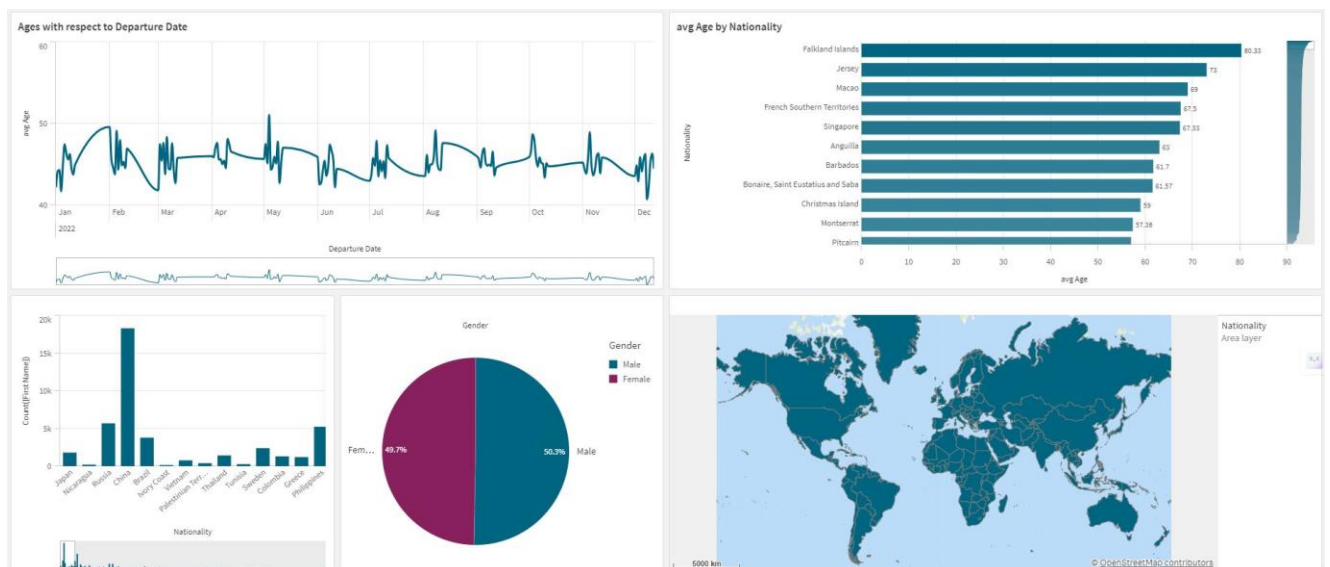 Ages with respect to Departure Date
60
50
40
avg Age
Jan
Feb
Mar
Apr
May
Jun
Jul
Aug
Sep
Oct
Nov
Dec
2022
Departure Date
avg Age by Nationality
Nationality
Falkland Islands
80.33
Jersey
73
Macao
69
French Southern Territories
67.5
Singapore
67.33
Anguilla
63
Barbados
61.7
Bonaire, Saint Eustatius and Saba
61.57
Christmas Island
59
Montserrat
57.38
Pitcairn
0
10
20
30
40
50
60
70
80
90
avg Age
20k
15k
10k
5k
0
Count([First Name])
Japan
Nicaragua
Russia
China
Brazil
Ivory Coast
Vietnam
Palestinian Terr...
Thailand
Tunisia
Sweden
Colombia
Greece
Philippines
Nationality
Gender
Gender
Male
Female
Fem...
49.7%
50.3%
Male
Nationality
Area layer
5000 km
© OpenStreetMap contributors